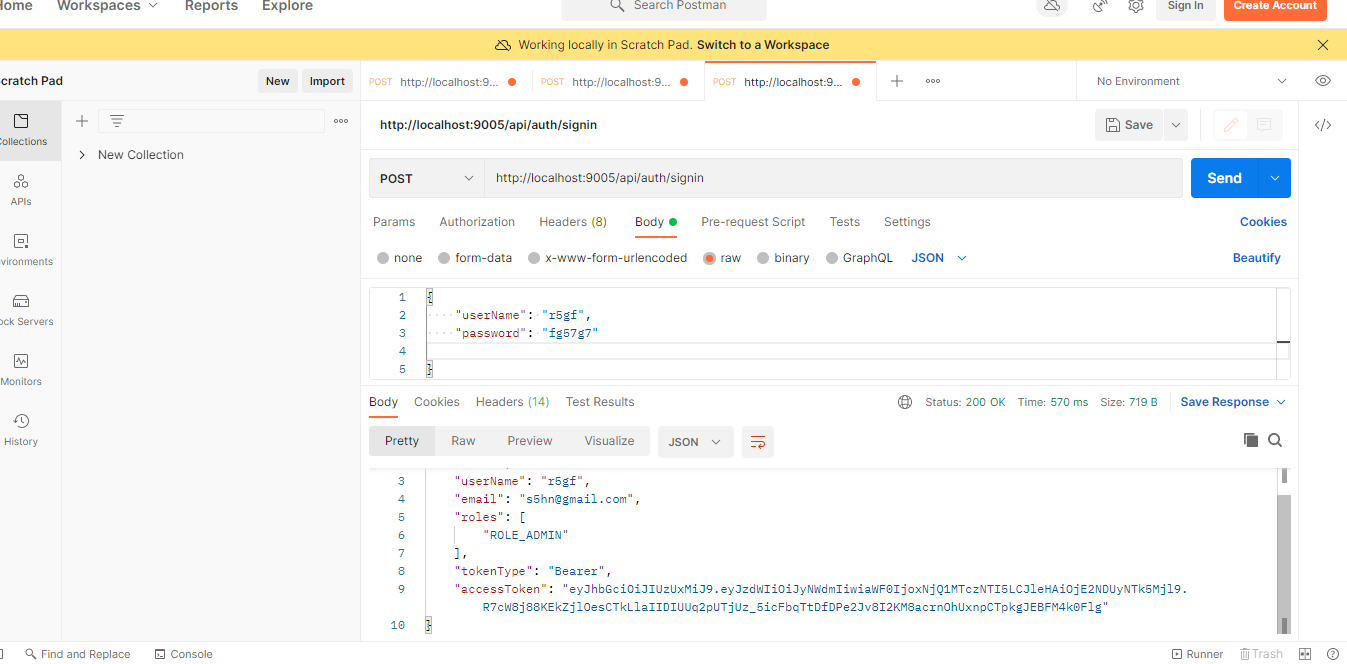 Home Workspaces Reports Explore Search Postman Sign In Create Account
Working locally in Scratch Pad. Switch to a Workspace
Scratch Pad New Import POST http://localhost:9... POST http://localhost:9... POST http://localhost:9... No Environment
http://localhost:9005/api/auth/signin Save
Collections
New Collection
POST http://localhost:9005/api/auth/signin Send
APIs
Params Authorization Headers (8) Body Pre-request Script Tests Settings Cookies
vironments
none form-data x-www-form-urlencoded raw binary GraphQL JSON Beautify
1 {
2 "userName": "r5gf",
3 "password": "fg57g7"
4
5 }
ock Servers
Monitors
Body Cookies Headers (14) Test Results Status: 200 OK Time: 570 ms Size: 719 B Save Response
History
Pretty Raw Preview Visualize JSON
3 "userName": "r5gf",
4 "email": "s5hn@gmail.com",
5 "roles": [
6 "ROLE_ADMIN"
7 ],
8 "tokenType": "Bearer",
9 "accessToken":
10 }
Find and Replace Console Runner Trash